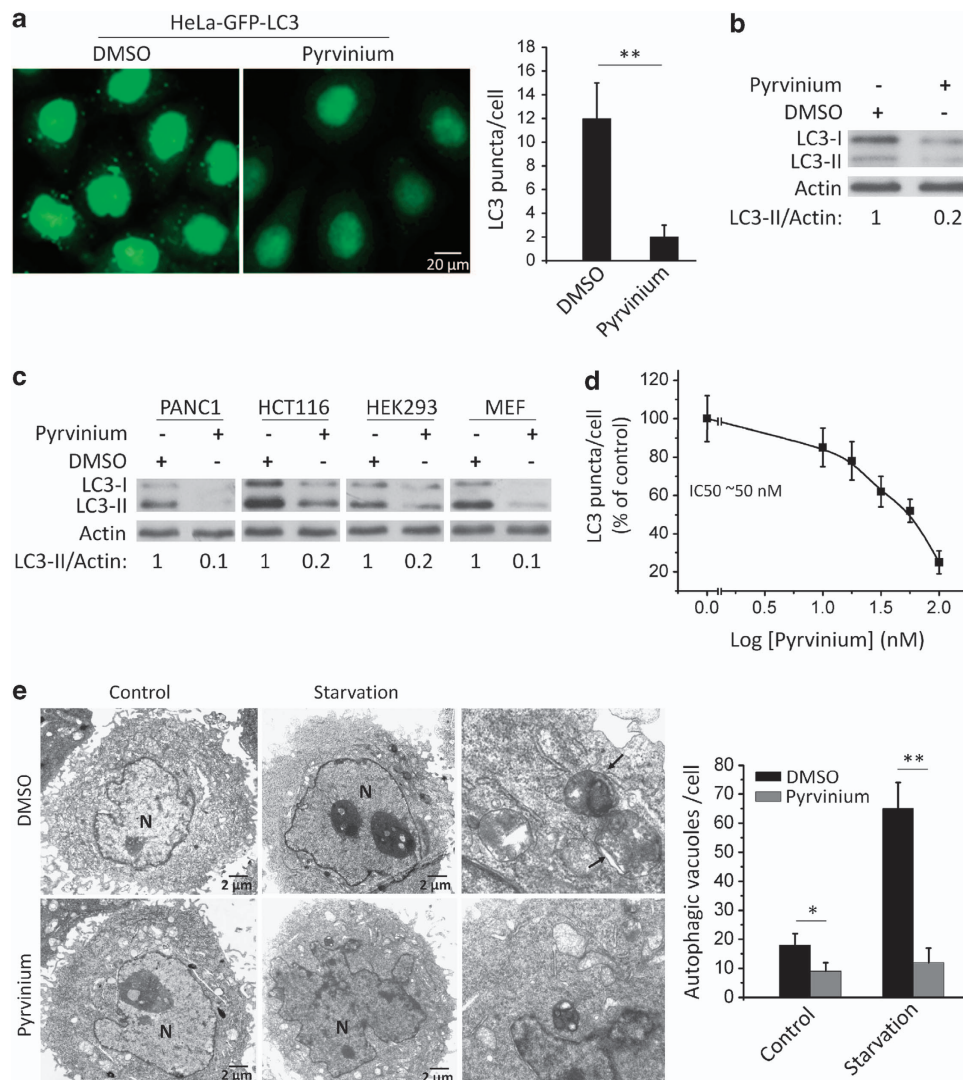 a
HeLa-GFP-LC3
DMSO Pyrvinium
20 µm
LC3 puncta/cell
16
14
12
10
8
6
4
2
0
**
DMSO
Pyrvinium
b
Pyrvinium - +
DMSO + -
LC3-I
LC3-II
Actin
LC3-II/Actin: 1 0.2
c
PANC1 HCT116 HEK293 MEF
Pyrvinium - + - + - + - +
DMSO + - + - + - + -
LC3-I
LC3-II
Actin
LC3-II/Actin: 1 0.1 1 0.2 1 0.2 1 0.1
d
LC3 puncta/cell
(% of control)
120
100
80
60
40
20
IC50 ~50 nM
0.0 0.5 1.0 1.5 2.0
Log [Pyrvinium] (nM)
e
Control Starvation
DMSO
N
2 µm
N
2 µm
Pyrvinium
N
2 µm
N
2 µm
Autophagic vacuoles /cell
80
70
60
50
40
30
20
10
0
DMSO
Pyrvinium
*
**
Control
Starvation